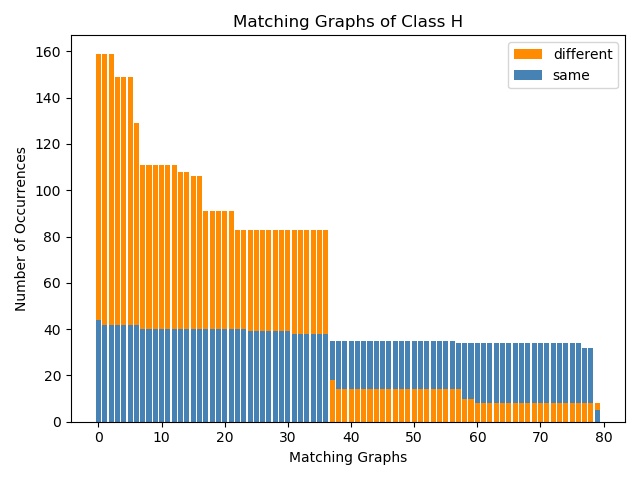 Matching Graphs of Class H
different
same
Number of Occurrences
160
140
120
100
80
60
40
20
0
0 10 20 30 40 50 60 70 80
Matching Graphs